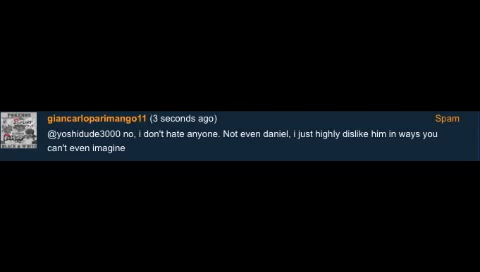 giancarloparimango11 (3 seconds ago) Spam
@yoshidude3000 no, i don't hate anyone. Not even daniel, i just highly dislike him in ways you
can't even imagine